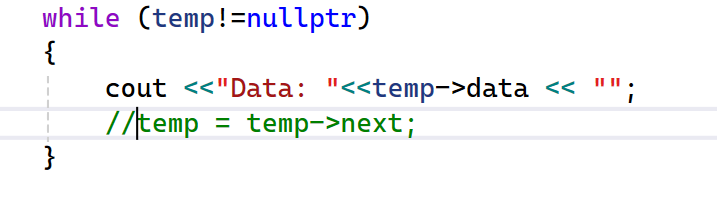 while (temp!=nullptr)
{
cout <<"Data: "<<temp->data << "";
//temp = temp->next;
}